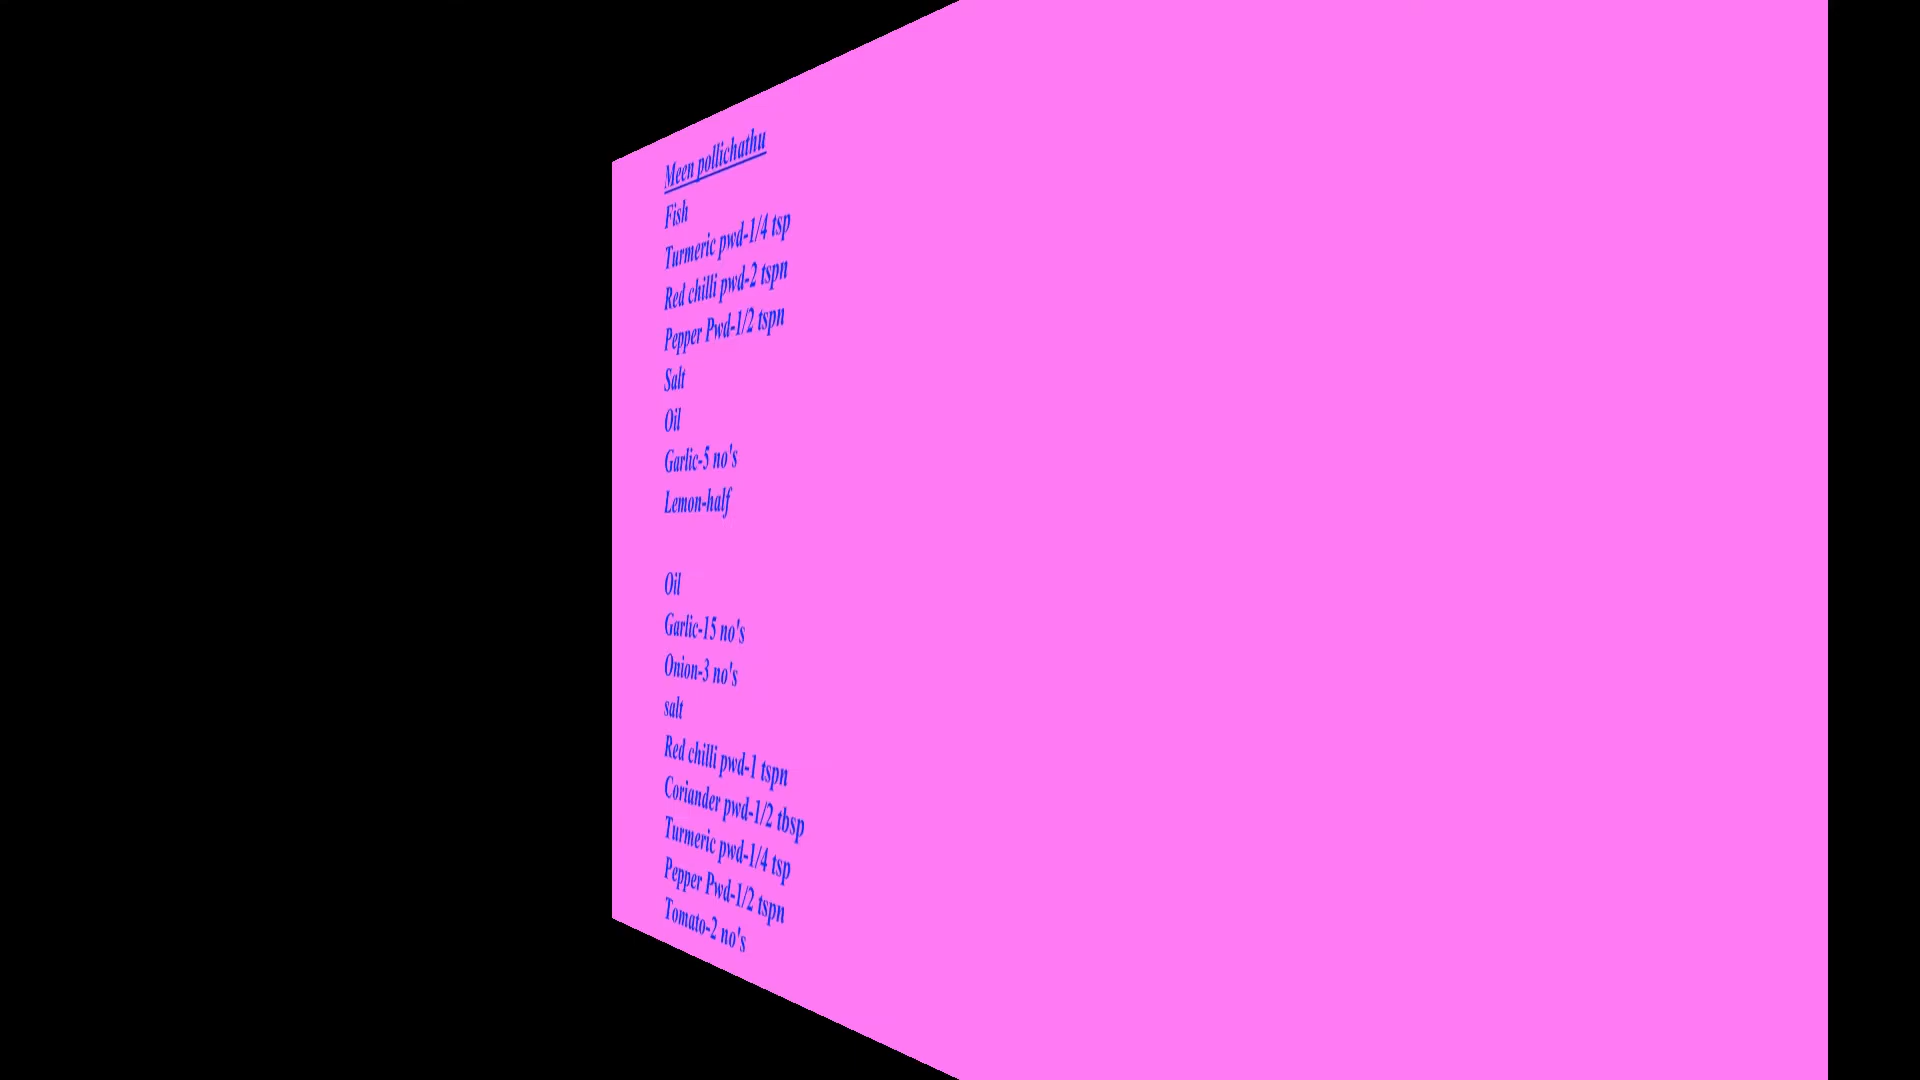 Meen pollichathu
Fish
Turmeric pwd-1/4 tsp
Red chilli pwd-2 tspn
Pepper Pwd-1/2 tspn
Salt
Oil
Garlic-5 no's
Lemon-half
Oil
Garlic-15 no's
Onion-3 no's
salt
Red chilli pwd-1 tspn
Coriander pwd-1/2 tbsp
Turmeric pwd-1/4 tsp
Pepper Pwd-1/2 tspn
Tomato-2 no's